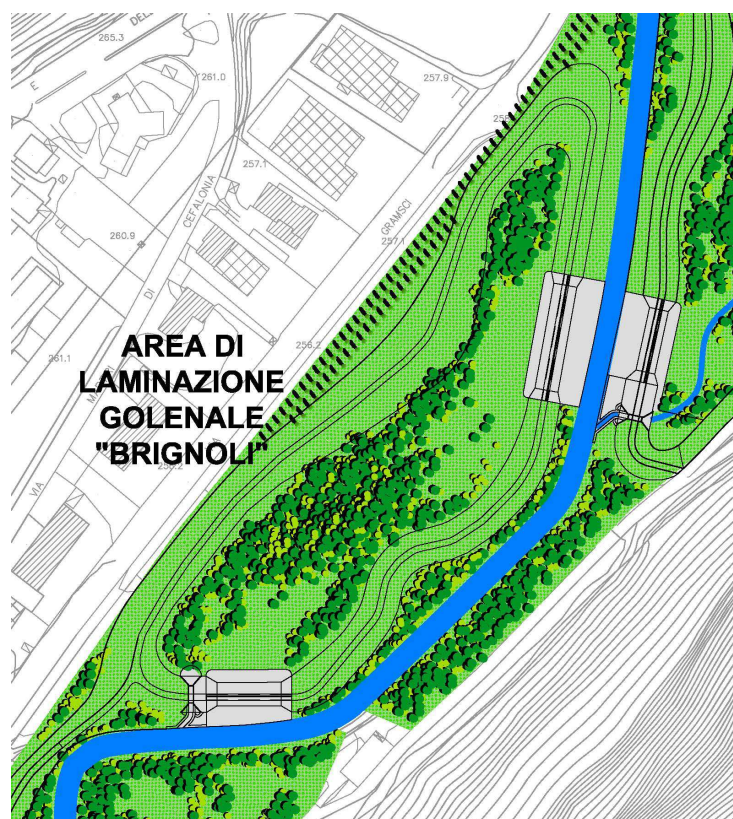 DEL
265.3
E
261.0
257.9
257.1
CEFALONIA
GRAMSCI
257.1
260.9
DI
256.2
261.1
AREA DI
LAMINAZIONE
GOLENALE
"BRIGNOLI"
VIA